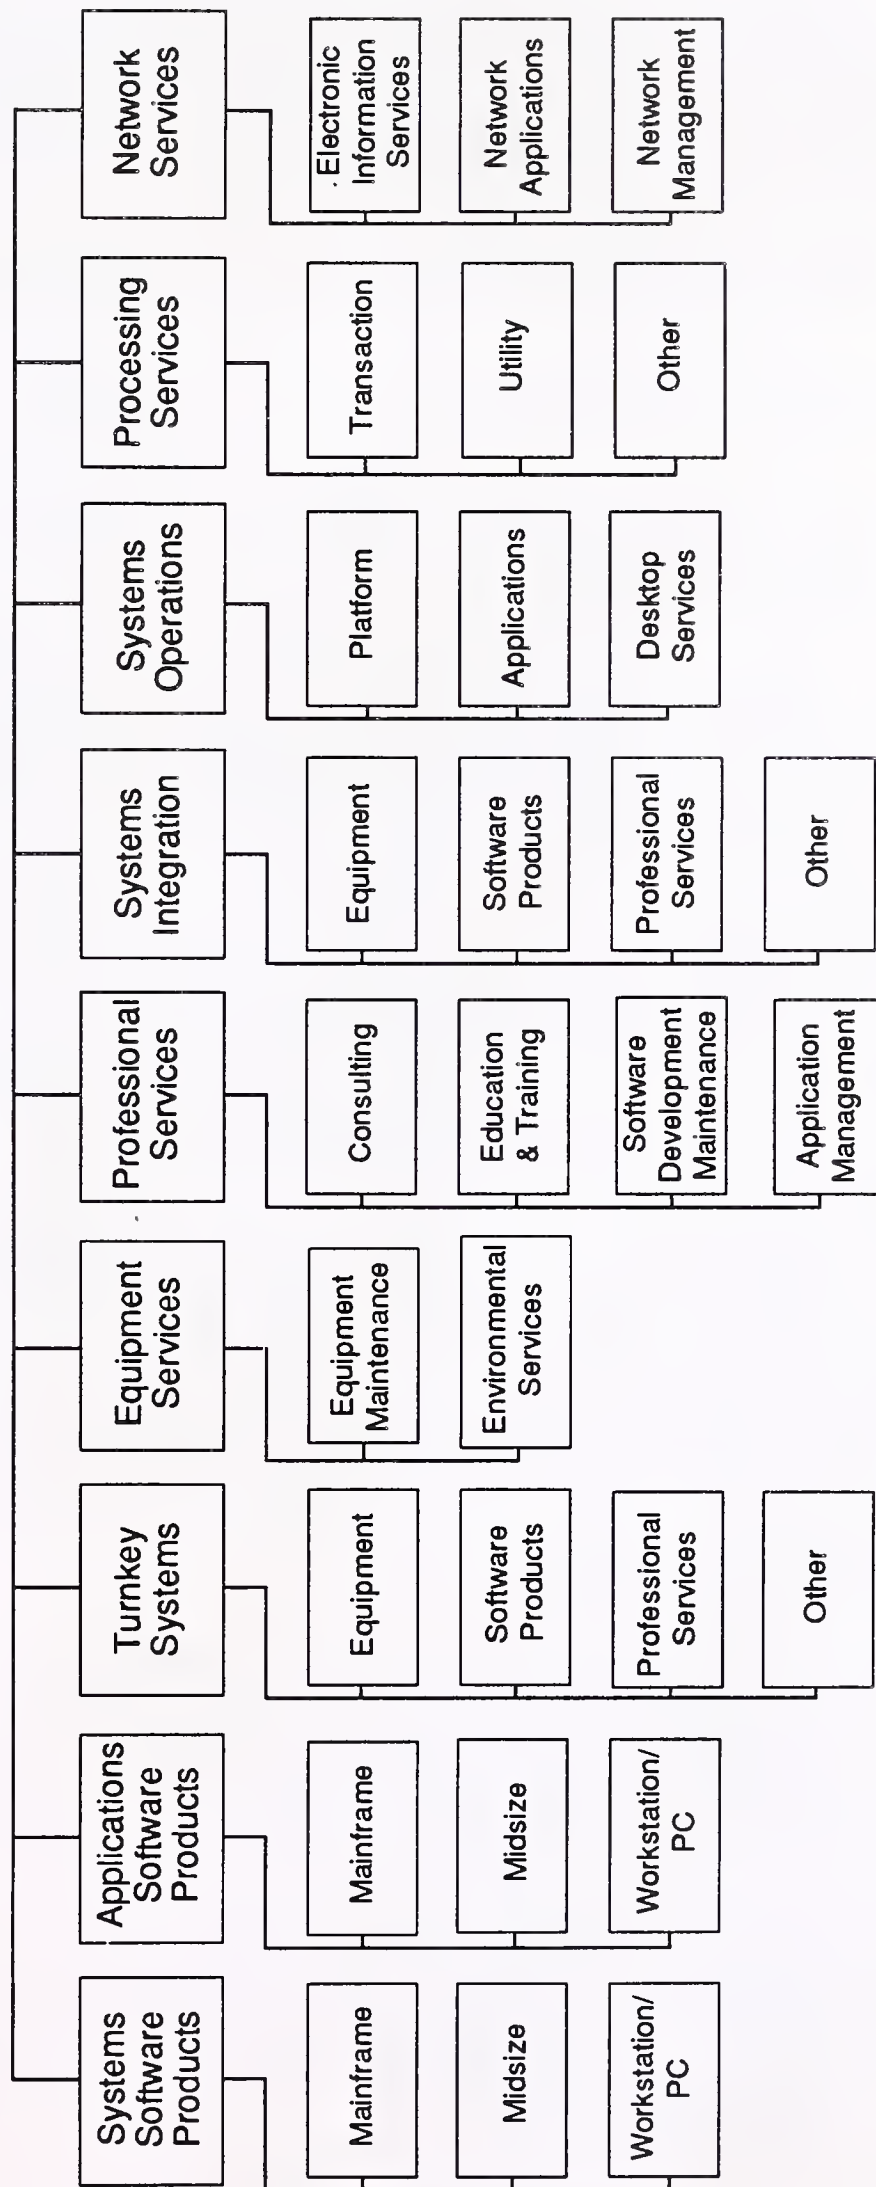 Systems
Software
Products
Mainframe
Midsize
Workstation/
PC
Applications
Software
Products
Mainframe
Midsize
Workstation/
PC
Turnkey
Systems
Equipment
Software
Products
Professional
Services
Other
Equipment
Services
Equipment
Maintenance
Environmental
Services
Professional
Services
Consulting
Education
& Training
Software
Development
Maintenance
Application
Management
Systems
Integration
Equipment
Software
Products
Professional
Services
Other
Systems
Operations
Platform
Applications
Desktop
Services
Processing
Services
Transaction
Utility
Other
Network
Services
Electronic
Information
Services
Network
Applications
Network
Management